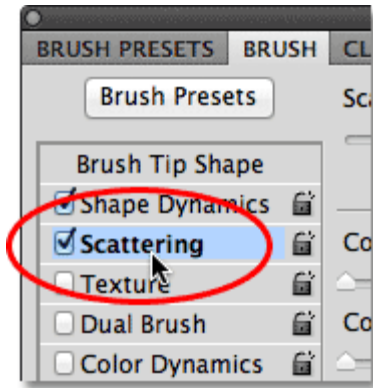 BRUSH PRESETS BRUSH CL
Brush Presets Sca
Brush Tip Shape
Shape Dynamics
Scattering Co
Texture
Dual Brush Co
Color Dynamics